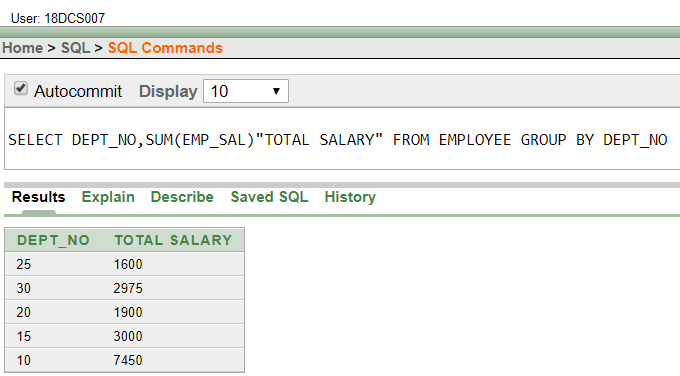 User: 18DCS007
Home > SQL > SQL Commands
Autocommit Display 10
SELECT DEPT_NO,SUM(EMP_SAL)"TOTAL SALARY" FROM EMPLOYEE GROUP BY DEPT_NO
Results Explain Describe Saved SQL History
DEPT_NO TOTAL SALARY
25 1600
30 2975
20 1900
15 3000
10 7450